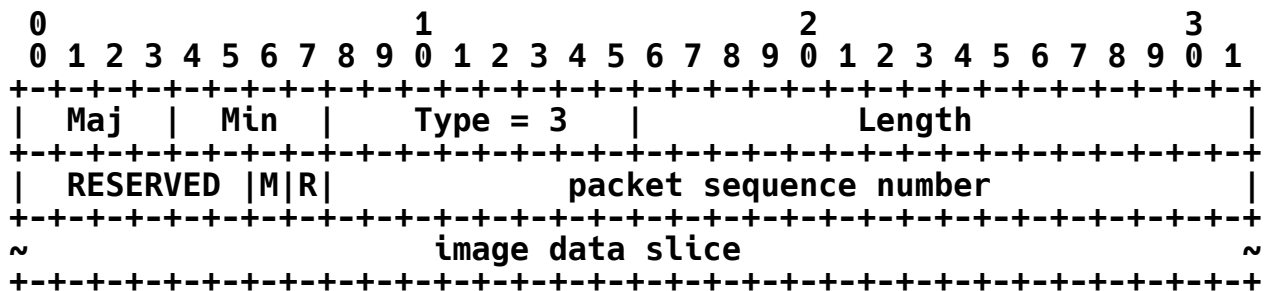 0                   1                   2                   3
 0 1 2 3 4 5 6 7 8 9 0 1 2 3 4 5 6 7 8 9 0 1 2 3 4 5 6 7 8 9 0 1
+-+-+-+-+-+-+-+-+-+-+-+-+-+-+-+-+-+-+-+-+-+-+-+-+-+-+-+-+-+-+-+-+
|  Maj  |  Min  |    Type = 3   |           Length              |
+-+-+-+-+-+-+-+-+-+-+-+-+-+-+-+-+-+-+-+-+-+-+-+-+-+-+-+-+-+-+-+-+
|  RESERVED |M|R|            packet sequence number             |
+-+-+-+-+-+-+-+-+-+-+-+-+-+-+-+-+-+-+-+-+-+-+-+-+-+-+-+-+-+-+-+-+
~                     image data slice                          ~
+-+-+-+-+-+-+-+-+-+-+-+-+-+-+-+-+-+-+-+-+-+-+-+-+-+-+-+-+-+-+-+-+